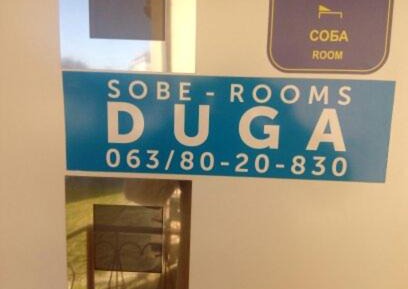 СОБА
ROOM
SOBE - ROOMS
DUGA
063/80-20-830